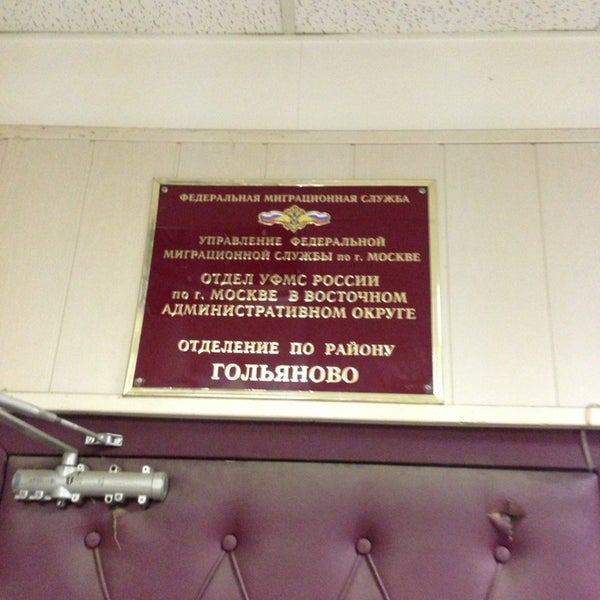 ФЕДЕРАЛЬНАЯ МИГРАЦИОННАЯ СЛУЖБА
УПРАВЛЕНИЕ ФЕДЕРАЛЬНОЙ
МИГРАЦИОННОЙ СЛУЖБЫ по г. МОСКВЕ
ОТДЕЛ УФМС РОССИИ
по г. МОСКВЕ В ВОСТОЧНОМ
АДМИНИСТРАТИВНОМ ОКРУГЕ
ОТДЕЛЕНИЕ ПО РАЙОНУ
ГОЛЬЯНОВО